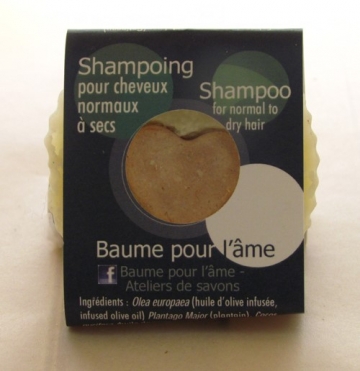 Shampoing
pour cheveux
normaux
à secs
Shampoo
for normal to
dry hair
Baume pour l'âme
f Baume pour l'âme -
Ateliers de savons
Ingrédients : Olea europaea (huile d'olive infusée,
infused olive oil) Plantago Major (plantain), Cocos